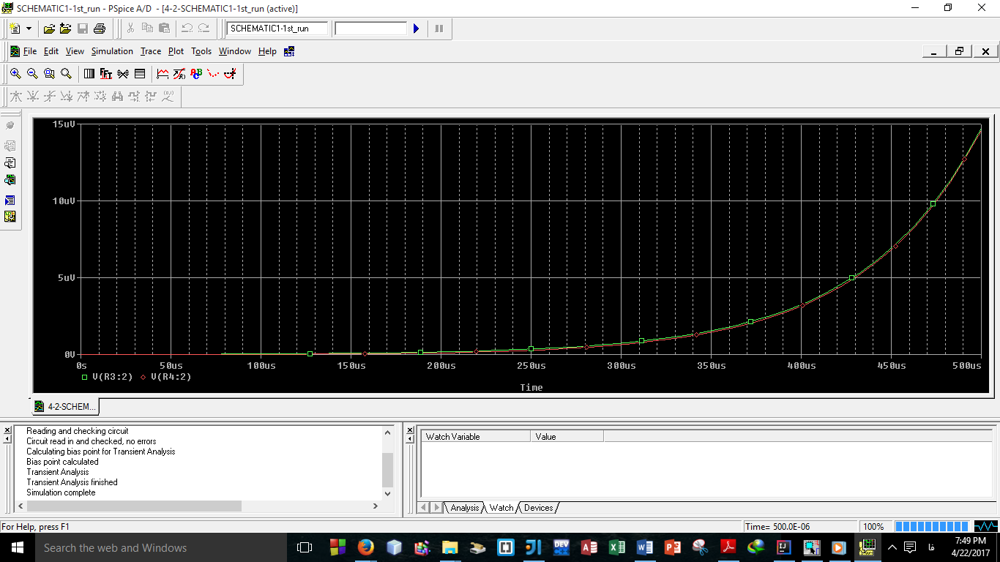 SCHEMATIC1-1st_run - PSpice A/D - [4-2-SCHEMATIC1-1st_run (active)]
SCHEMATIC1-1st_run
File Edit View Simulation Trace Plot Tools Window Help
FFT
ABC
15uV
10uV
5uV
0V
0s 50us 100us 150us 200us 250us 300us 350us 400us 450us 500us
V(R3:2) V(R4:2)
Time
4-2-SCHEM...
Reading and checking circuit
Circuit read in and checked, no errors
Calculating bias point for Transient Analysis
Bias point calculated
Transient Analysis
Transient Analysis finished
Simulation complete
Watch Variable Value
Analysis Watch Devices
For Help, press F1
Time= 500.0E-06 100%
Search the web and Windows
DEV
فا
7:49 PM
4/22/2017